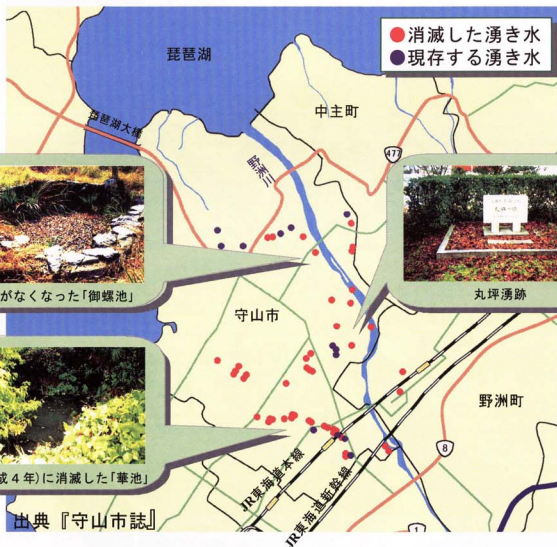 ●消滅した湧き水
●現存する湧き水
琵琶湖
中主町
琵琶湖大橋
野洲川
477
がなくなった「御螺池」
丸坪湧跡
守山市
野洲町
成4年)に消滅した「華池」
8
JR東海道本線
JR東海道新幹線
出典『守山市誌』
1